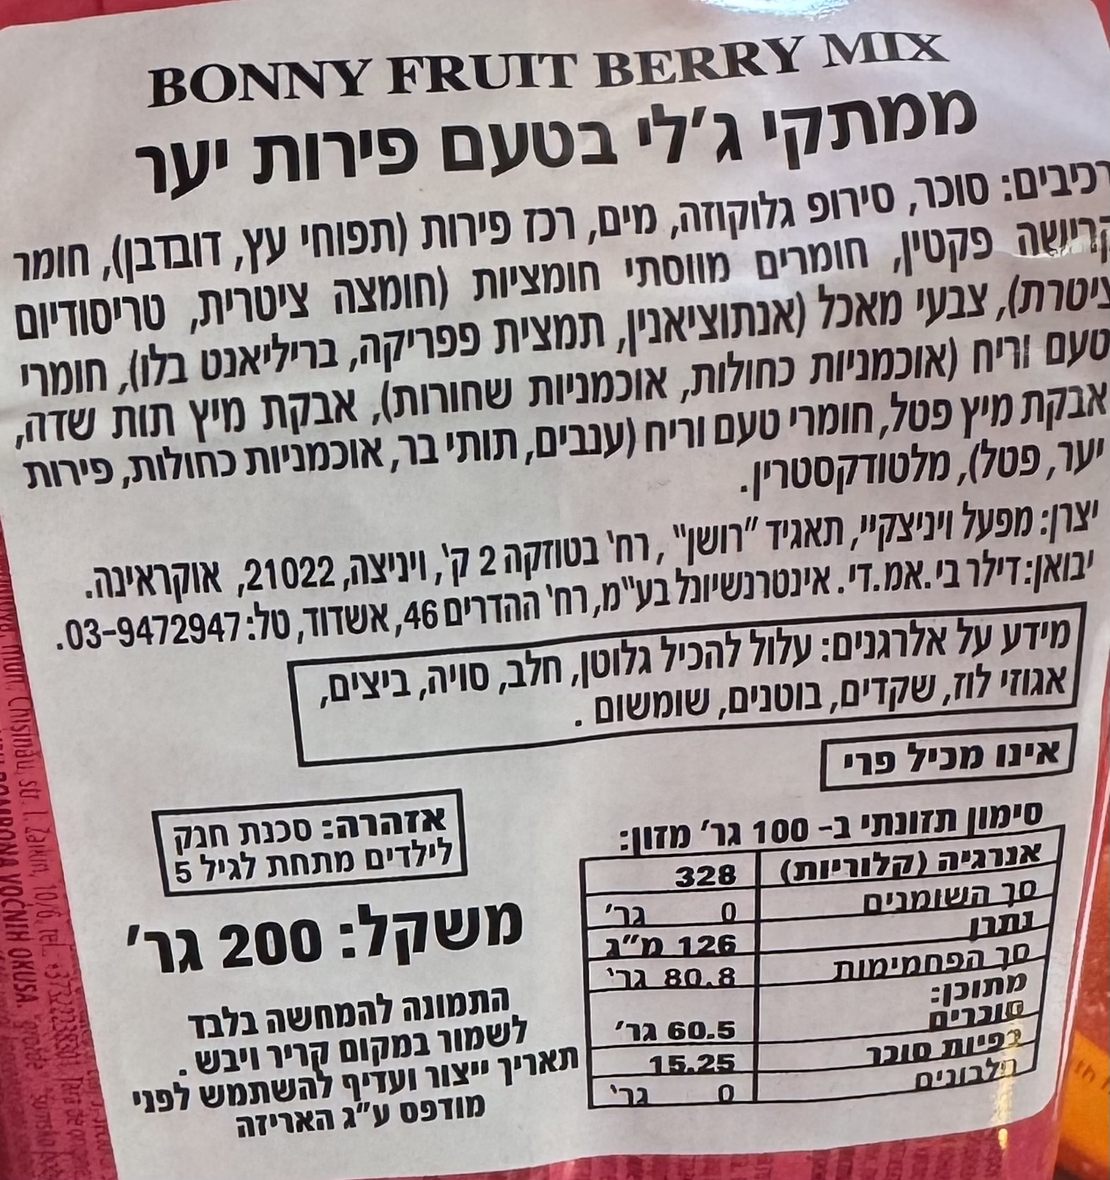 BONNY FRUIT BERRY MIX
ממתקי ג'לי בטעם פירות יער
רכיבים: סוכר, סירופ גלוקוזה, מים, רכז פירות (תפוחי עץ, דובדבן), חומר
קרישה פקטין, חומרים מווסתי חומציות (חומצה ציטרית, טריסודיום
ציטרת), צבעי מאכל (אנתוציאנין, תמצית פפריקה, בריליאנט בלו), חומרי
טעם וריח (אוכמניות כחולות, אוכמניות שחורות), אבקת מיץ תות שדה,
אבקת מיץ פטל, חומרי טעם וריח (ענבים, תותי בר, אוכמניות כחולות, פירות
יער, פטל), מלטודקסטרין.
יצרן: מפעל ויניצקיי, תאגיד "רושן" , רח' בטוזקה 2 ק', ויניצה, 21022, אוקראינה.
יבואן: דילר בי.אמ.די. אינטרנשיונל בע"מ, רח' ההדרים 46, אשדוד, טל: 03-9472947.
מידע על אלרגנים: עלול להכיל גלוטן, חלב, סויה, ביצים,
אגוזי לוז, שקדים, בוטנים, שומשום .
אינו מכיל פרי
אזהרה: סכנת חנק
לילדים מתחת לגיל 5
משקל: 200 גר'
התמונה להמחשה בלבד
לשמור במקום קריר ויבש .
תאריך ייצור ועדיף להשתמש לפני
מודפס ע"ג האריזה
סימון תזונתי ב- 100 גר' מזון:
אנרגיה (קלוריות) 328
סך השומנים 0 גר'
נתרן 126 מ"ג
סך הפחמימות 80.8 גר'
מתוכן:
סוכרים 60.5 גר'
כפיות סוכר 15.25
חלבונים 0 גר'